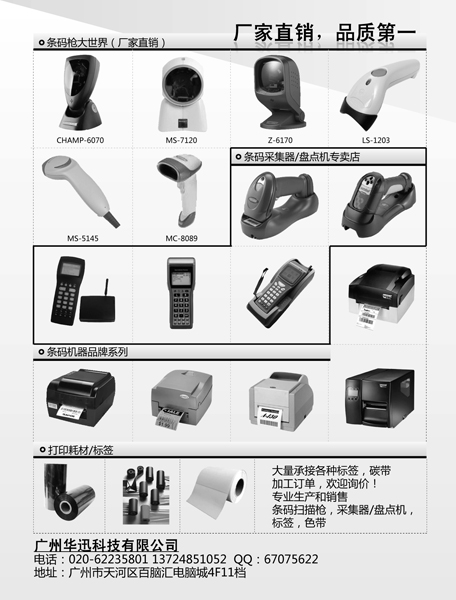 厂家直销，品质第一
条码枪大世界（厂家直销）
CHAMP-6070
MS-7120
Z-6170
LS-1203
条码采集器/盘点机专卖店
MS-5145
MC-8089
条码机器品牌系列
打印耗材/标签
大量承接各种标签，碳带
加工订单，欢迎询价！
专业生产和销售
条码扫描枪，采集器/盘点机，
标签，色带
广州华迅科技有限公司
电话：020-62235801 13724851052 QQ：67075622
地址：广州市天河区百脑汇电脑城4F11档